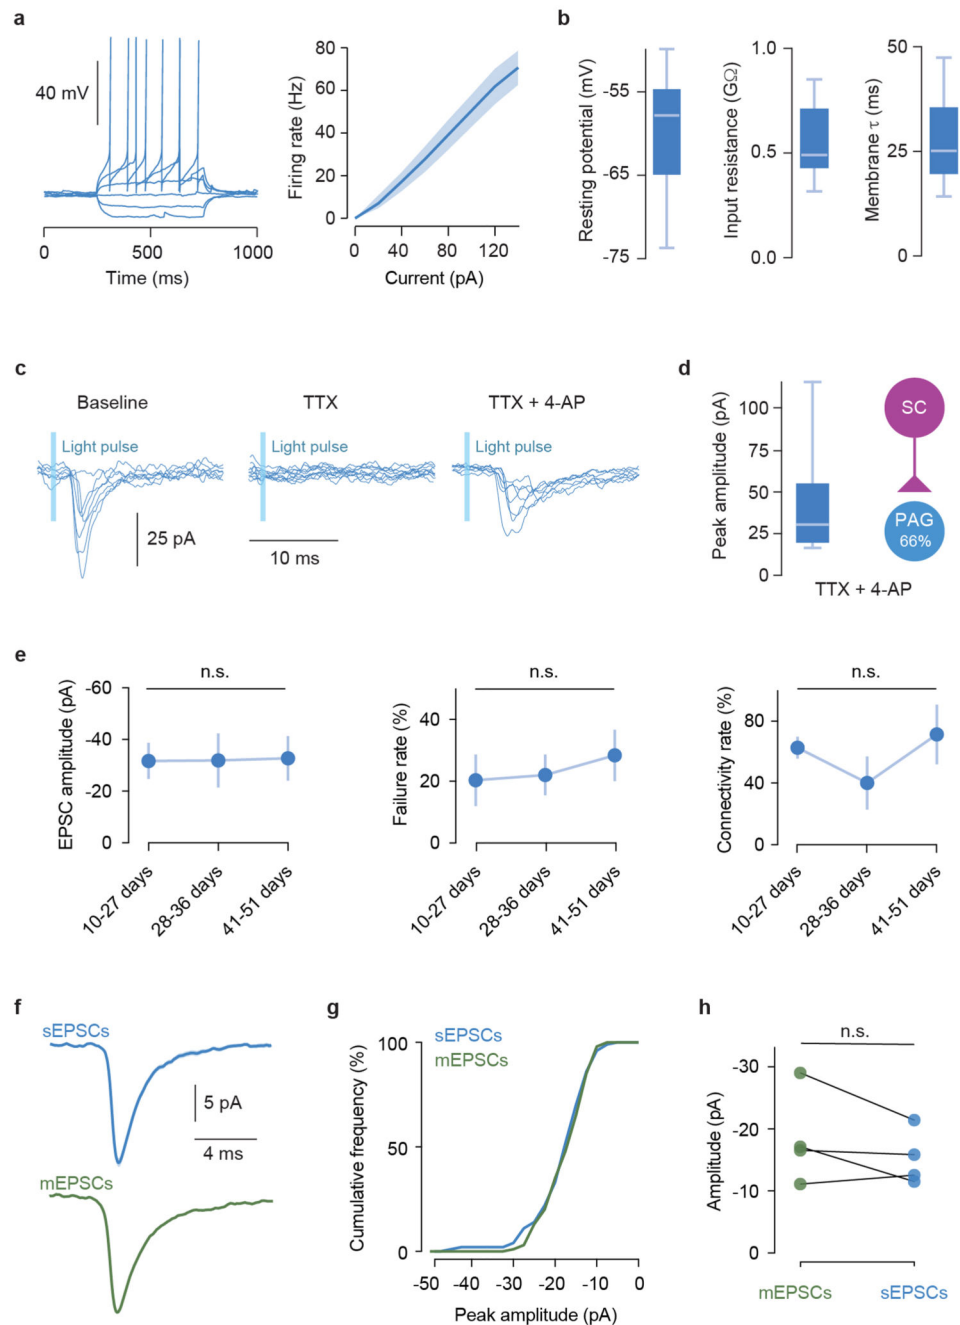 a
40 mV
0
500
1000
Time (ms)
Firing rate (Hz)
80
60
40
20
0
0
40
80
120
Current (pA)
b
Resting potential (mV)
-55
-65
-75
Input resistance (GΩ)
1.0
0.5
0.0
Membrane τ (ms)
50
25
0
c
Baseline
TTX
TTX + 4-AP
Light pulse
Light pulse
Light pulse
25 pA
10 ms
d
Peak amplitude (pA)
100
75
50
25
0
SC
PAG
66%
TTX + 4-AP
e
n.s.
EPSC amplitude (pA)
-60
-40
-20
0
10-27 days
28-36 days
41-51 days
n.s.
Failure rate (%)
40
20
0
10-27 days
28-36 days
41-51 days
n.s.
Connectivity rate (%)
80
40
0
10-27 days
28-36 days
41-51 days
f
sEPSCs
5 pA
4 ms
mEPSCs
g
sEPSCs
mEPSCs
Cumulative frequency (%)
100
50
0
-50
-40
-30
-20
-10
0
Peak amplitude (pA)
h
n.s.
Amplitude (pA)
-30
-20
-10
0
mEPSCs
sEPSCs